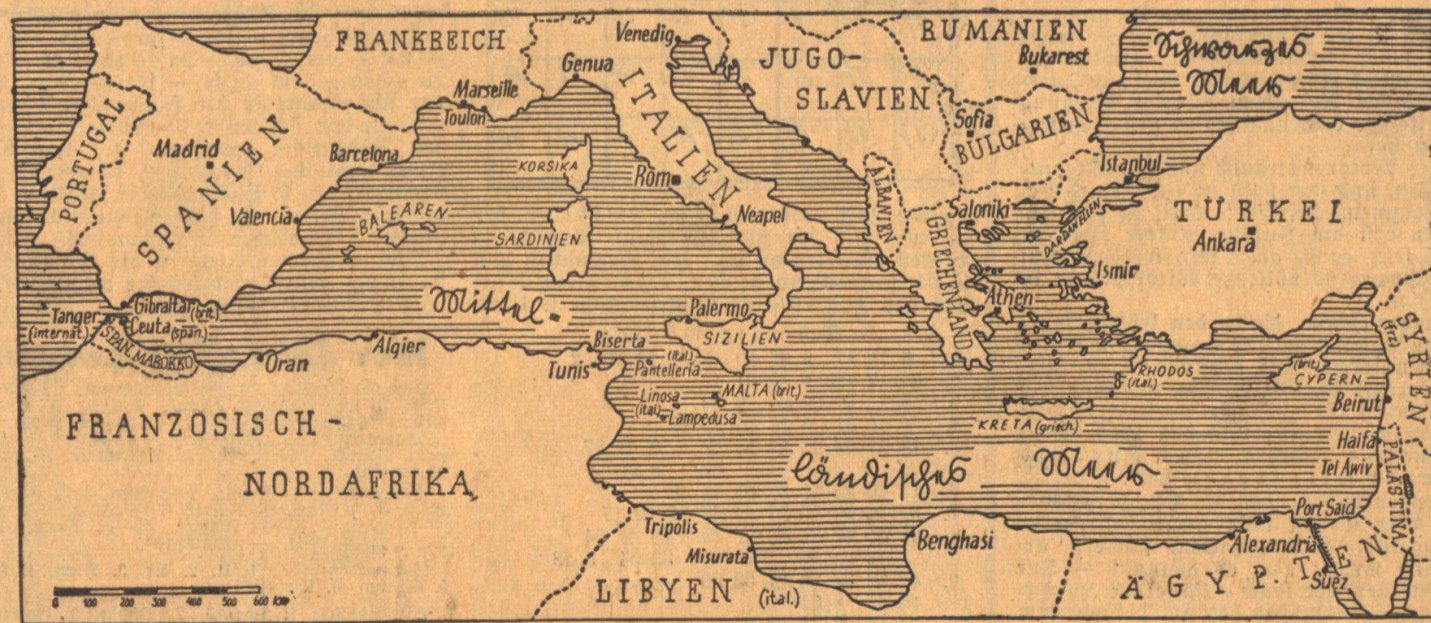 FRANKREICH
Venedig
JUGO-
SLAVIEN
RUMÄNIEN
Bukarest
Schwarzes
Meer
Genua
ITALIEN
Marseille
Toulon
PORTUGAL
Madrid
SPANIEN
Barcelona
Valencia
BALEAREN
KORSIKA
SARDINIEN
Rom
Neapel
Sofia
BULGARIEN
ALBANIEN
Istanbul
Saloniki
DARDANELLEN
GRIECHENLAND
TÜRKEI
Ankara
Ismir
Athen
Mittel-
Palermo
SIZILIEN
Tanger
(internat.)
Gibraltar (brit.)
Ceuta (span.)
SPAN. MAROKKO
Oran
Algier
Biserta
Tunis
(ital.)
Pantelleria
Linosa
(ital.)
Lampedusa
MALTA (brit.)
RHODOS
(ital.)
KRETA (griech.)
(brit.)
CYPERN
SYRIEN
(frz.)
Beirut
Haifa
Tel Awiv
PALÄSTINA
FRANZÖSISCH-
NORDAFRIKA
ländisches
Meer
Tripolis
Misurata
Benghasi
LIBYEN (ital.)
Port Said
Alexandria
ÄGYPTEN
Suez
0 100 200 300 400 500 600 km